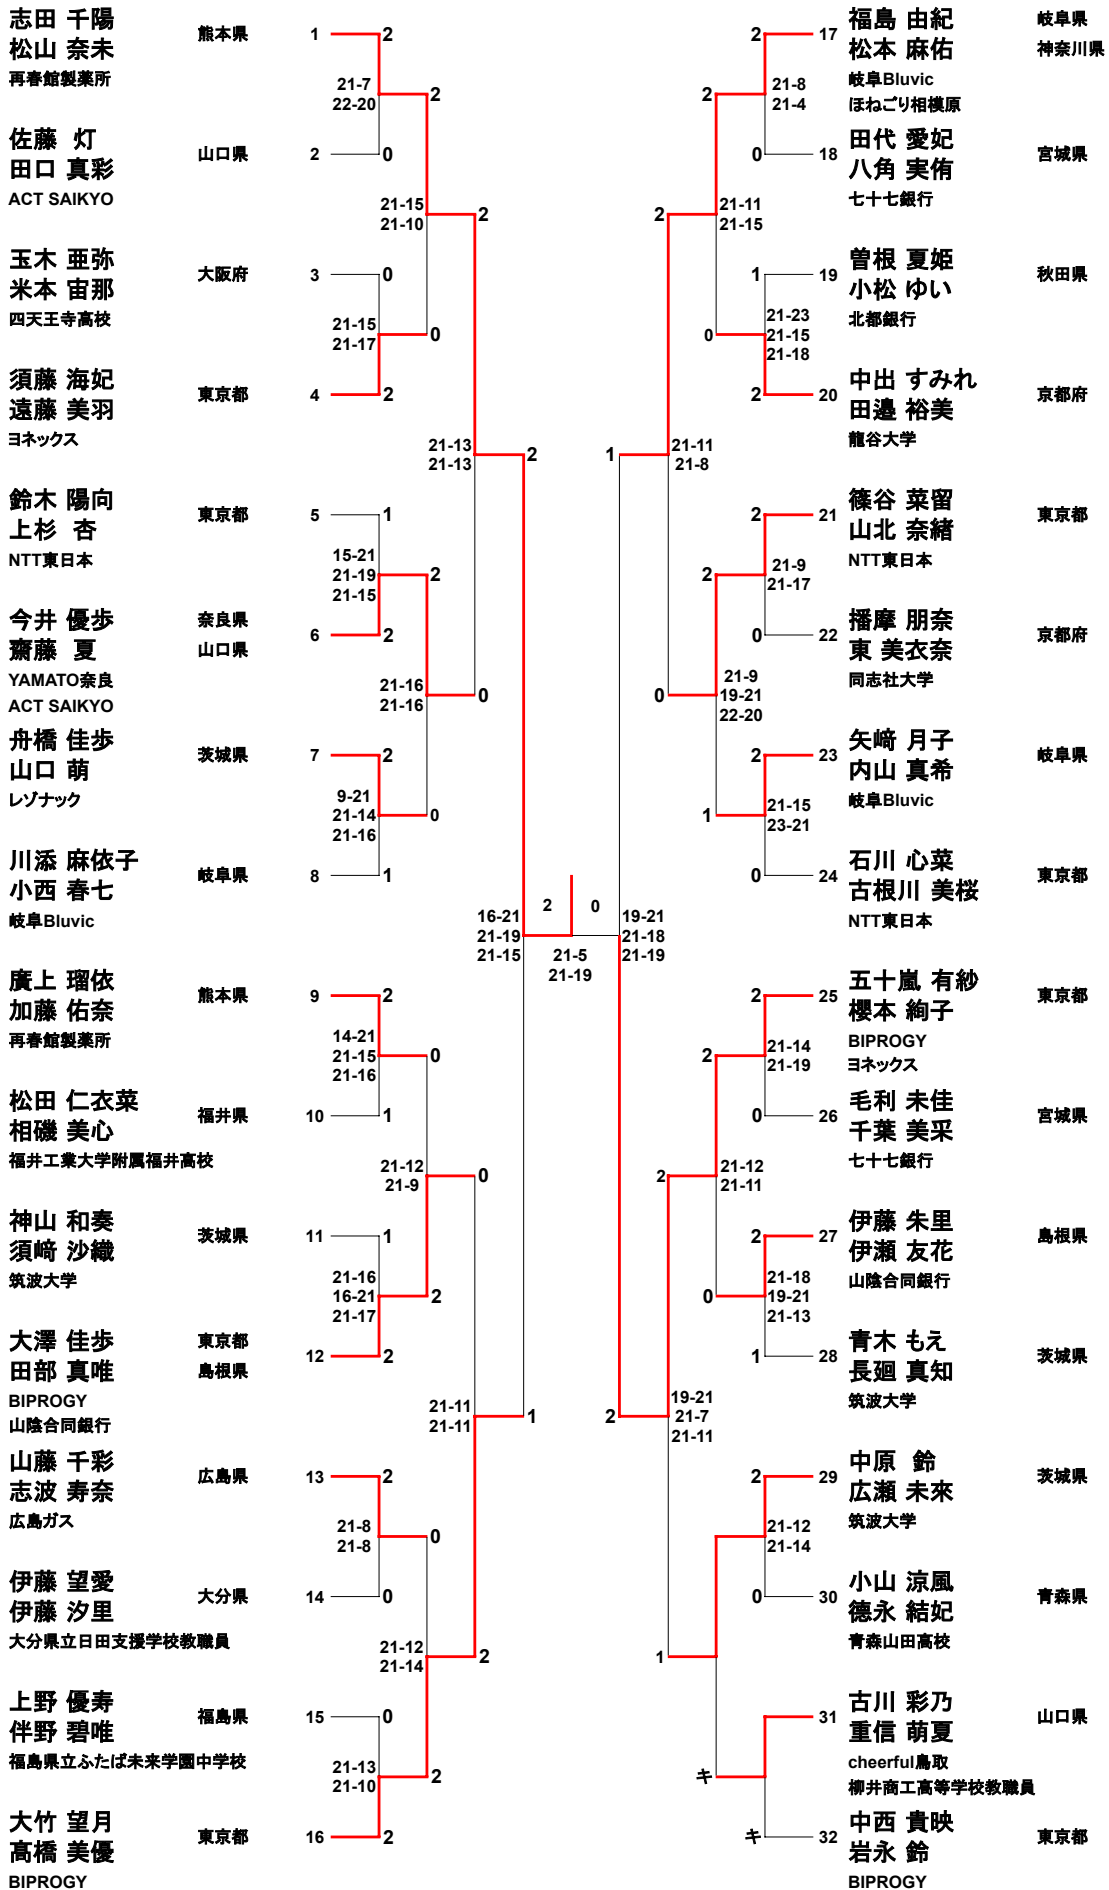 志田 千陽
松山 奈未
再春館製薬所
熊本県
1
2
21-7
22-20
2
佐藤 灯
田口 真彩
ACT SAIKYO
山口県
2
0
21-15
21-10
2
玉木 亜弥
米本 宙那
四天王寺高校
大阪府
3
0
21-15
21-17
0
須藤 海妃
遠藤 美羽
ヨネックス
東京都
4
2
21-13
21-13
2
鈴木 陽向
上杉 杏
NTT東日本
東京都
5
1
15-21
21-19
21-15
2
今井 優歩
齋藤 夏
YAMATO奈良
ACT SAIKYO
奈良県
山口県
6
2
21-16
21-16
0
舟橋 佳歩
山口 萌
レゾナック
茨城県
7
2
9-21
21-14
21-16
0
川添 麻依子
小西 春七
岐阜Bluvic
岐阜県
8
1
16-21
21-19
21-15
2
0
21-5
21-19
廣上 瑠依
加藤 佑奈
再春館製薬所
熊本県
9
2
14-21
21-15
21-16
0
松田 仁衣菜
相磯 美心
福井工業大学附属福井高校
福井県
10
1
21-12
21-9
0
神山 和奏
須﨑 沙織
筑波大学
茨城県
11
1
21-16
16-21
21-17
2
大澤 佳歩
田部 真唯
BIPROGY
山陰合同銀行
東京都
島根県
12
2
21-11
21-11
1
山藤 千彩
志波 寿奈
広島ガス
広島県
13
2
21-8
21-8
0
伊藤 望愛
伊藤 汐里
大分県立日田支援学校教職員
大分県
14
0
21-12
21-14
2
上野 優寿
伴野 碧唯
福島県立ふたば未来学園中学校
福島県
15
0
21-13
21-10
2
大竹 望月
髙橋 美優
BIPROGY
東京都
16
2
2
17
福島 由紀
松本 麻佑
岐阜Bluvic
ほねごり相模原
岐阜県
神奈川県
2
21-8
21-4
0
18
田代 愛妃
八角 実侑
七十七銀行
宮城県
2
21-11
21-15
1
19
曽根 夏姫
小松 ゆい
北都銀行
秋田県
0
21-23
21-15
21-18
2
20
中出 すみれ
田邉 裕美
龍谷大学
京都府
1
21-11
21-8
2
21
篠谷 菜留
山北 奈緒
NTT東日本
東京都
2
21-9
21-17
0
22
播摩 朋奈
東 美衣奈
同志社大学
京都府
0
21-9
19-21
22-20
2
23
矢﨑 月子
内山 真希
岐阜Bluvic
岐阜県
1
21-15
23-21
0
24
石川 心菜
古根川 美桜
NTT東日本
東京都
19-21
21-18
21-19
2
25
五十嵐 有紗
櫻本 絢子
BIPROGY
ヨネックス
東京都
2
21-14
21-19
0
26
毛利 未佳
千葉 美采
七十七銀行
宮城県
2
21-12
21-11
2
27
伊藤 朱里
伊瀬 友花
山陰合同銀行
島根県
0
21-18
19-21
21-13
1
28
青木 もえ
長廻 真知
筑波大学
茨城県
2
19-21
21-7
21-11
2
29
中原 鈴
広瀬 未来
筑波大学
茨城県
21-12
21-14
0
30
小山 涼風
德永 結妃
青森山田高校
青森県
1
31
古川 彩乃
重信 萌夏
cheerful鳥取
柳井商工高等学校教職員
山口県
キ
キ
32
中西 貴映
岩永 鈴
BIPROGY
東京都